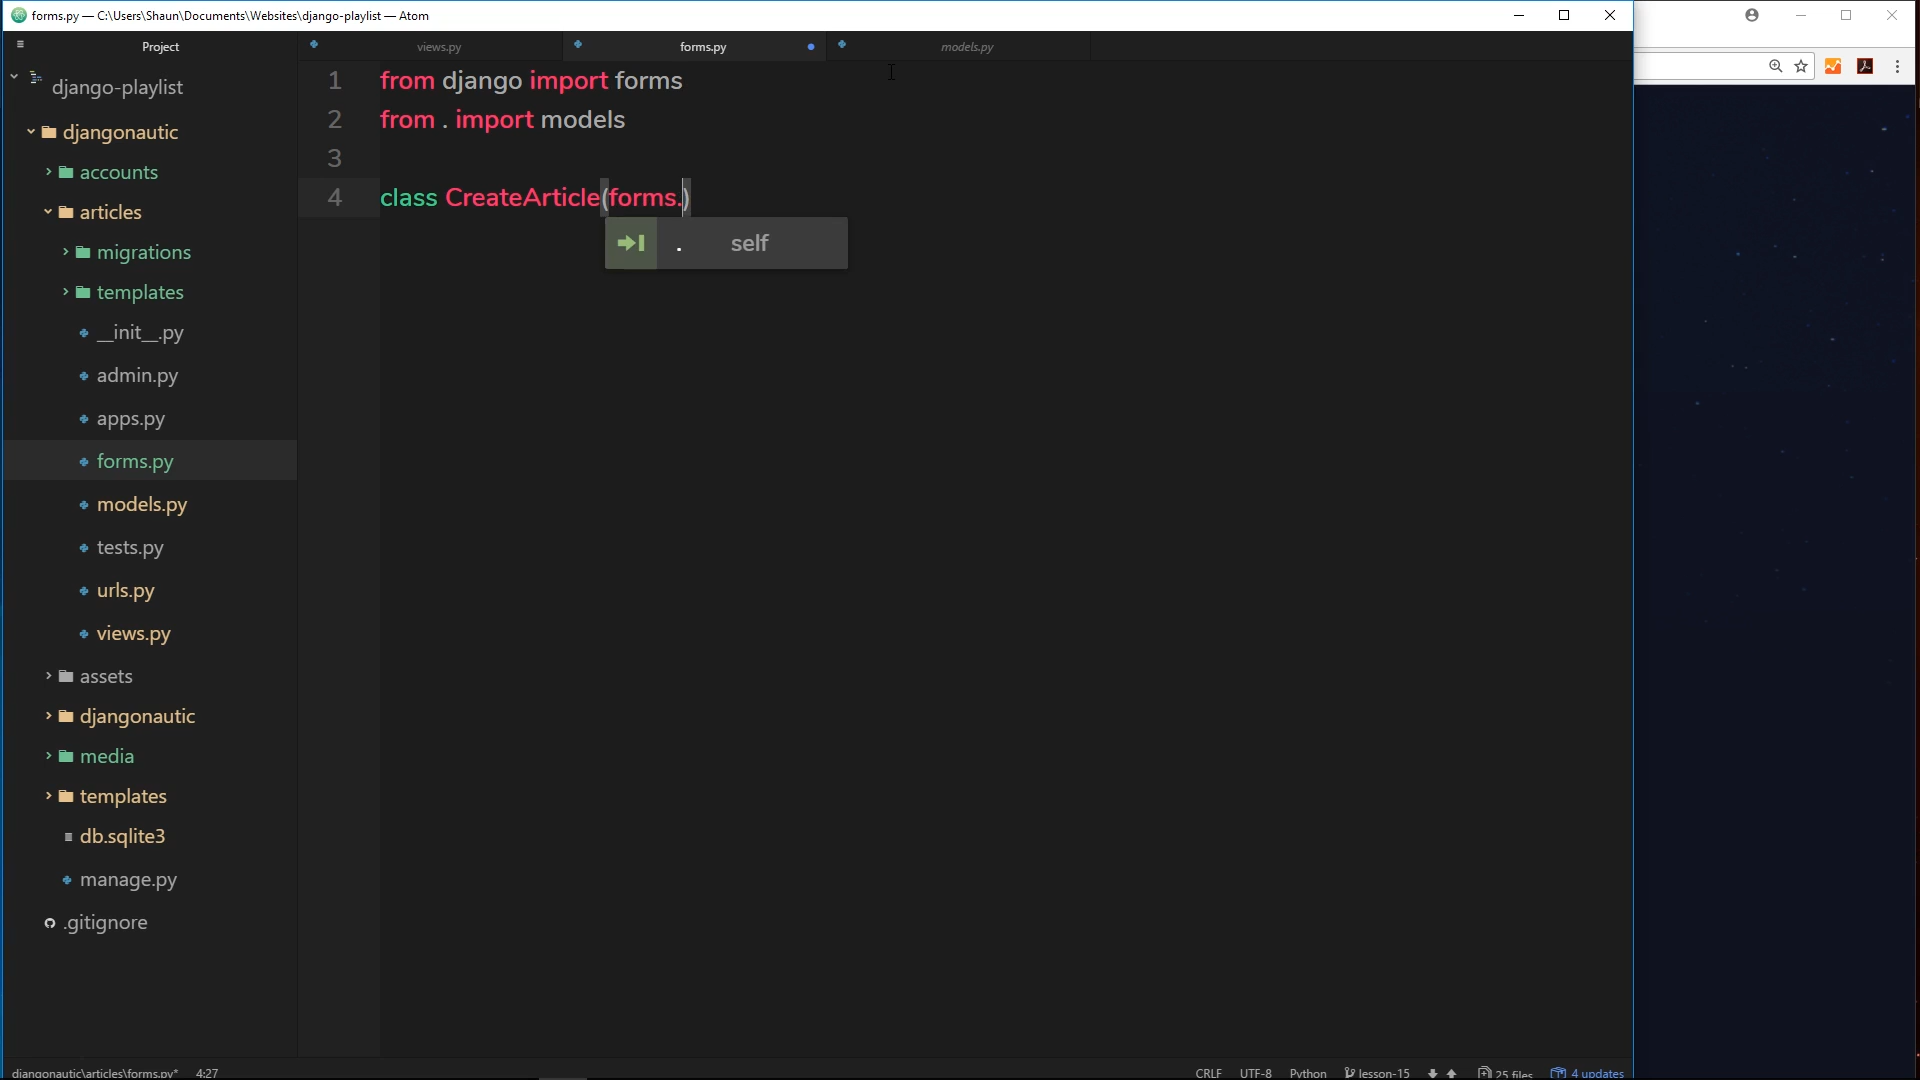 forms.py — C:\Users\Shaun\Documents\Websites\django-playlist — Atom
Project
views.py
forms.py
models.py
django-playlist
djangonautic
accounts
articles
migrations
templates
__init__.py
admin.py
apps.py
forms.py
models.py
tests.py
urls.py
views.py
assets
djangonautic
media
templates
db.sqlite3
manage.py
.gitignore
1 from django import forms
2 from . import models
3
4 class CreateArticle(forms.)
. self
djangonautic\articles\forms.py* 4:27
CRLF UTF-8 Python lesson-15 25 files 4 updates